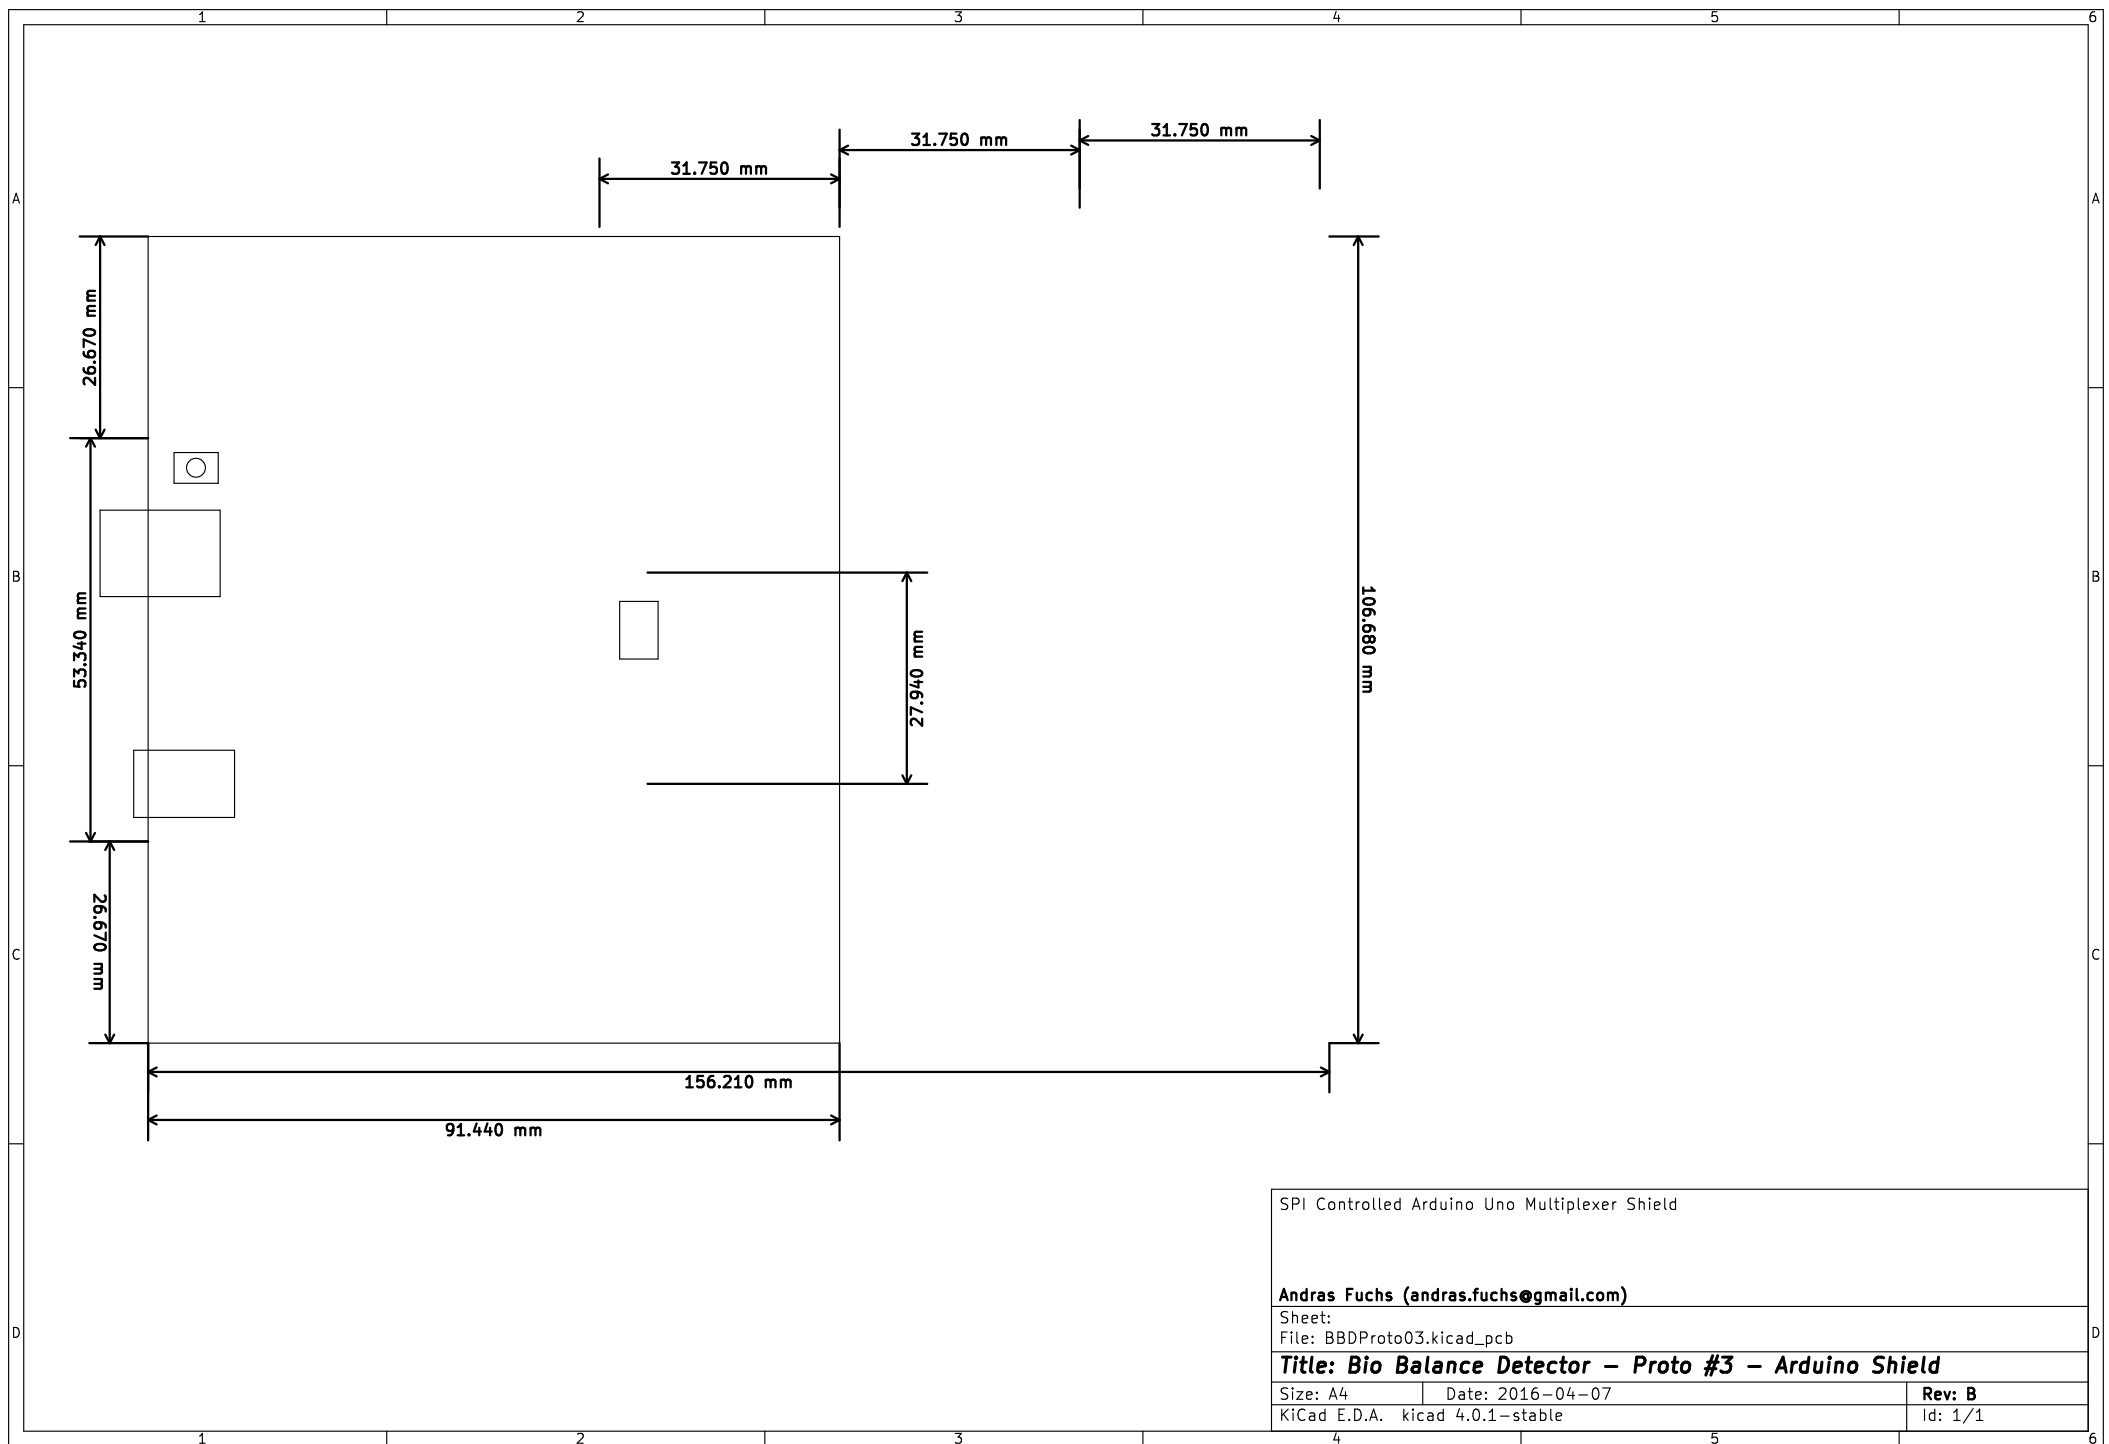 1 2 3 4 5 6
31.750 mm
31.750 mm
31.750 mm
A
A
26.670 mm
B
B
53.340 mm
27.940 mm
106.680 mm
26.670 mm
C
C
156.210 mm
91.440 mm
SPI Controlled Arduino Uno Multiplexer Shield
Andras Fuchs (andras.fuchs@gmail.com)
Sheet:
File: BBDProto03.kicad_pcb
D
D
Title: Bio Balance Detector – Proto #3 – Arduino Shield
Size: A4
Date: 2016–04–07
Rev: B
KiCad E.D.A.  kicad 4.0.1–stable
Id: 1/1
1 2 3 4 5 6